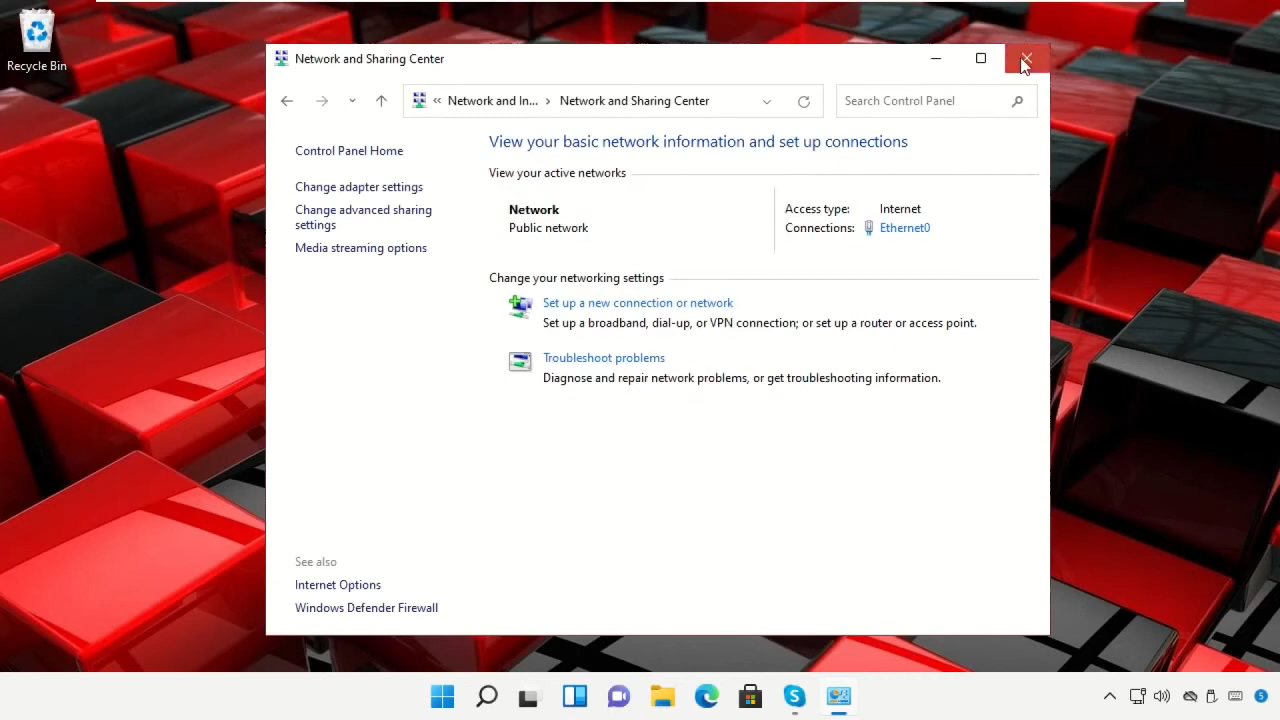 Recycle Bin
Network and Sharing Center
« Network and In... > Network and Sharing Center
Search Control Panel
Control Panel Home
Change adapter settings
Change advanced sharing
settings
Media streaming options
See also
Internet Options
Windows Defender Firewall
View your basic network information and set up connections
View your active networks
Network
Public network
Access type: Internet
Connections: Ethernet0
Change your networking settings
Set up a new connection or network
Set up a broadband, dial-up, or VPN connection; or set up a router or access point.
Troubleshoot problems
Diagnose and repair network problems, or get troubleshooting information.
5